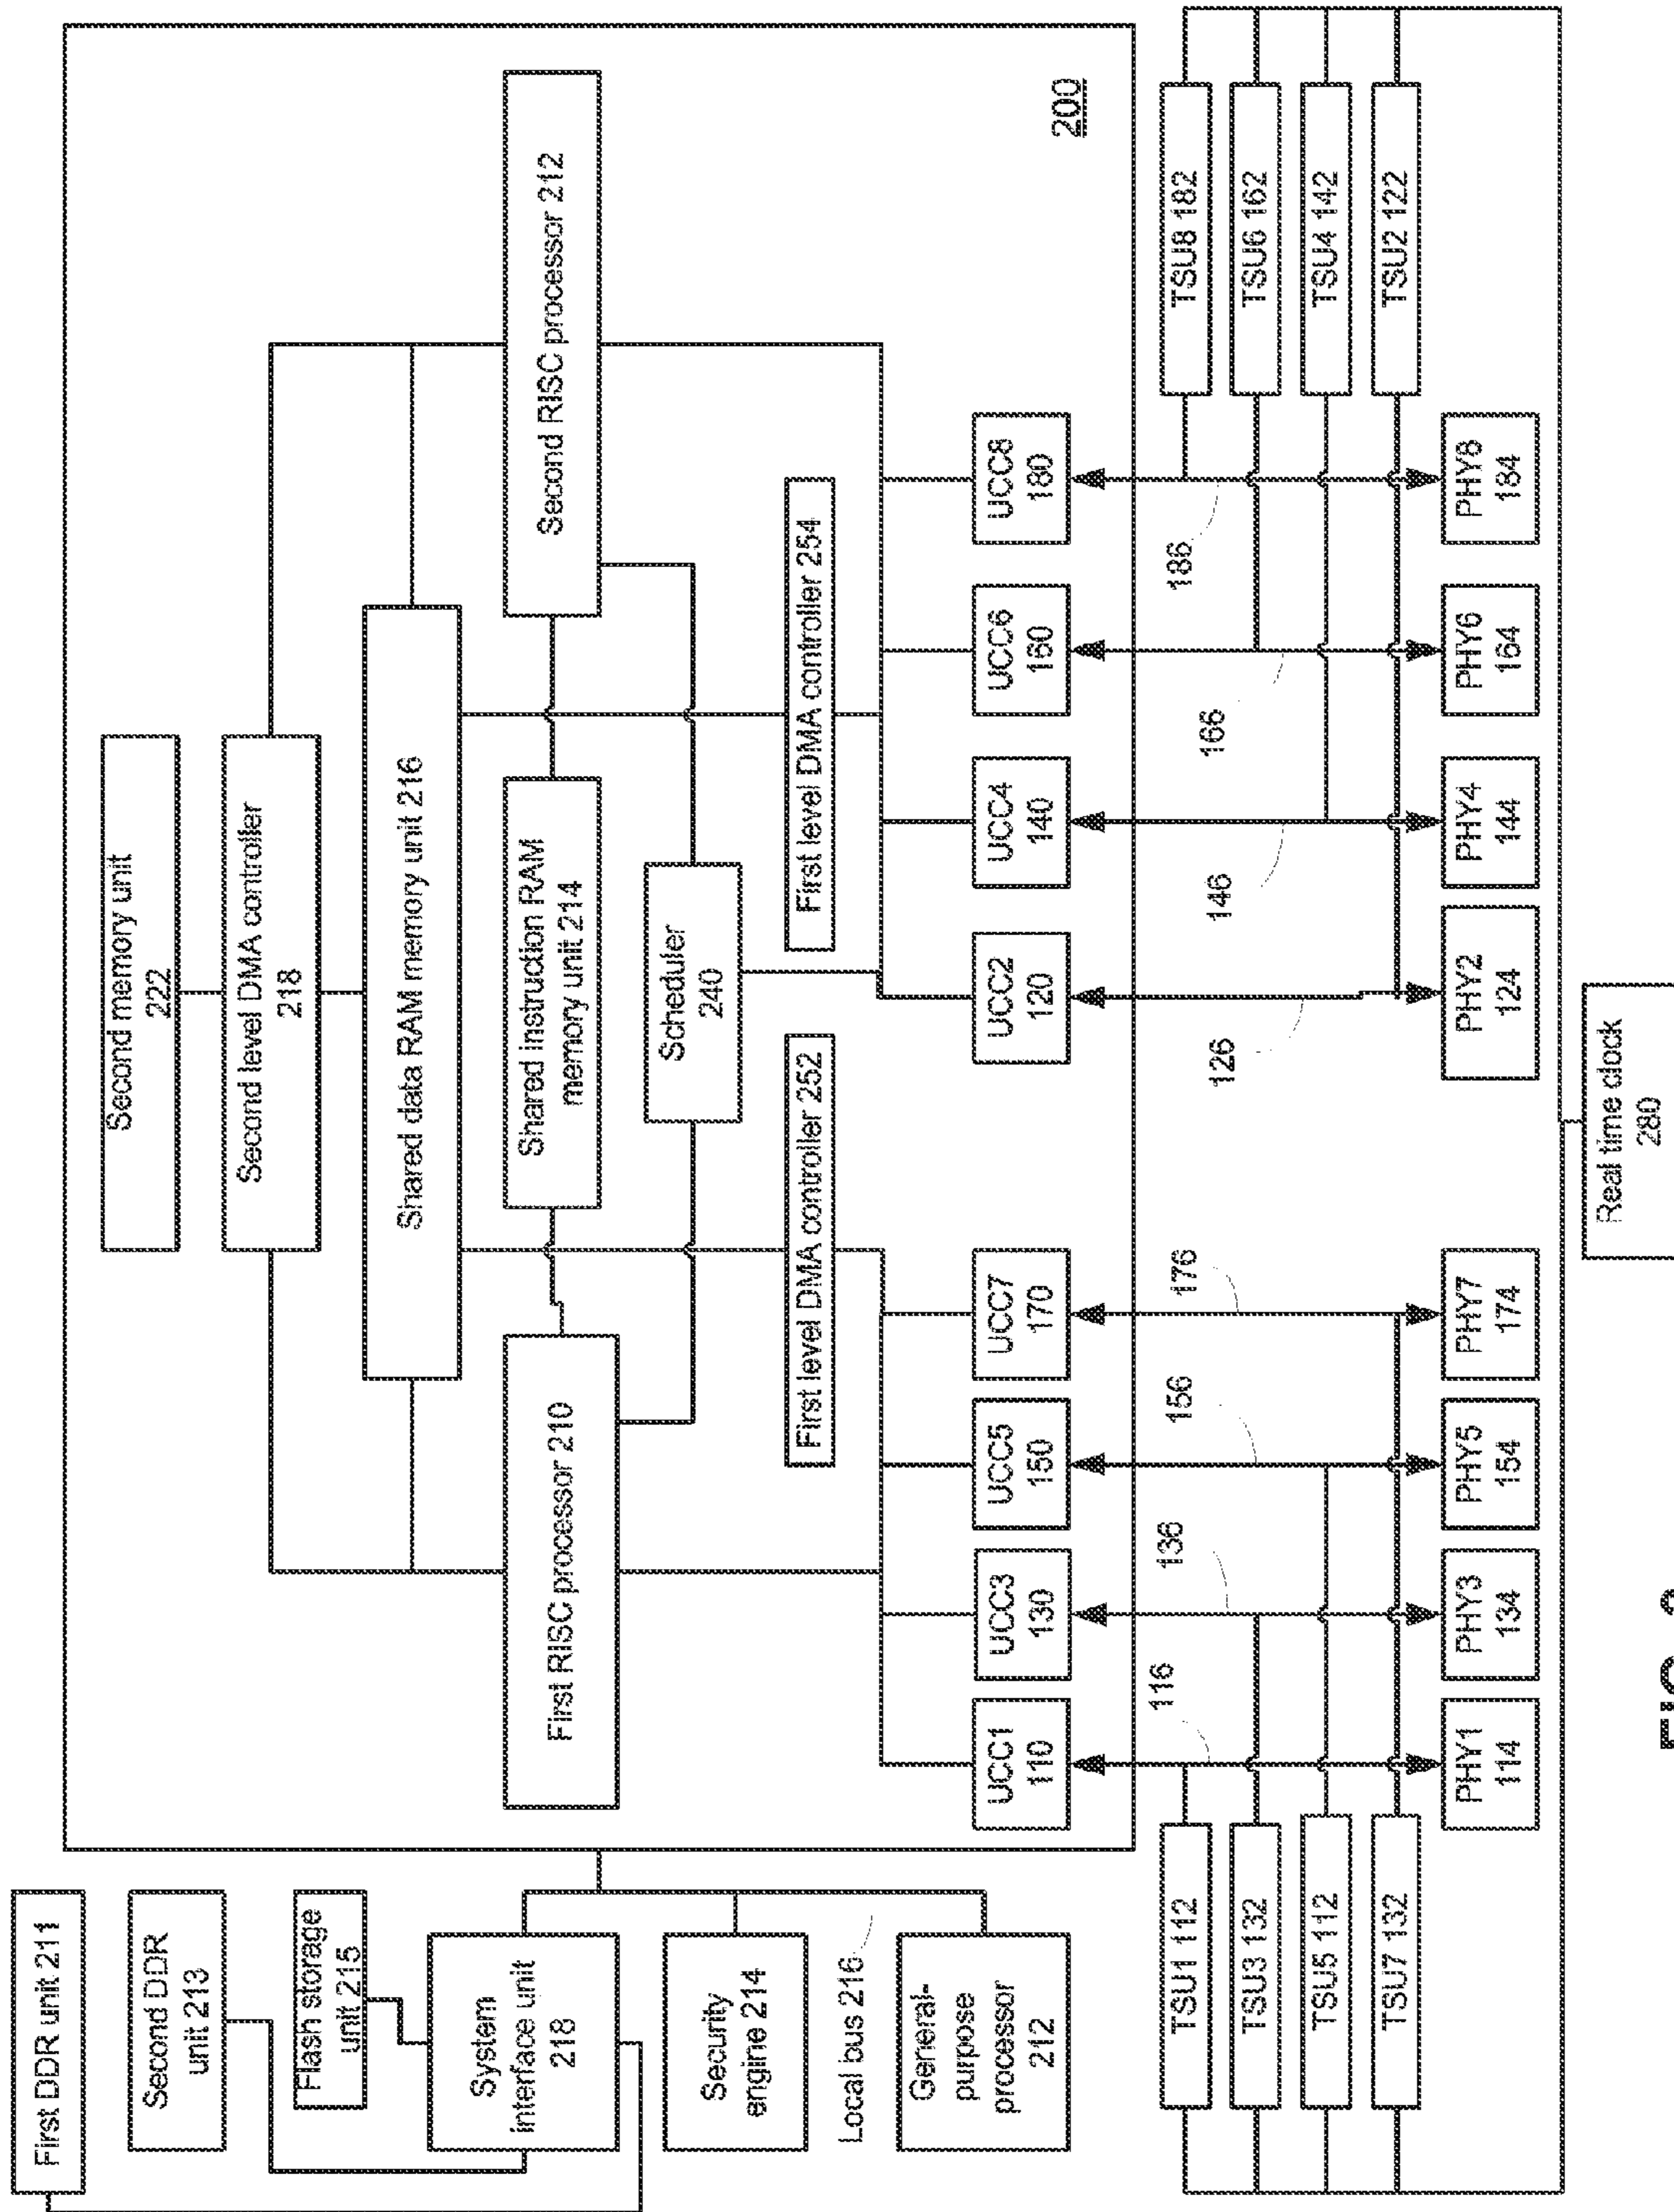 First DDR unit 211
Second DDR
unit 213
Flash storage
unit 215
System
interface unit
218
Security
engine 214
Local bus 216
General-
purpose
processor
212
Second memory unit
222
Second level DMA controller
218
Shared data RAM memory unit 216
First RISC processor 210
Shared instruction RAM
memory unit 214
Second RISC processor 212
Scheduler
240
First level DMA controller 252
First level DMA controller 254
UCC1
110
UCC3
130
UCC5
150
UCC7
170
UCC2
120
UCC4
140
UCC6
160
UCC8
180
200
116
136
156
176
126
146
166
186
TSU1 112
TSU3 132
TSU5 112
TSU7 132
TSU8 182
TSU6 162
TSU4 142
TSU2 122
PHY1
114
PHY3
134
PHY5
154
PHY7
174
PHY2
124
PHY4
144
PHY6
164
PHY8
184
Real time clock
280